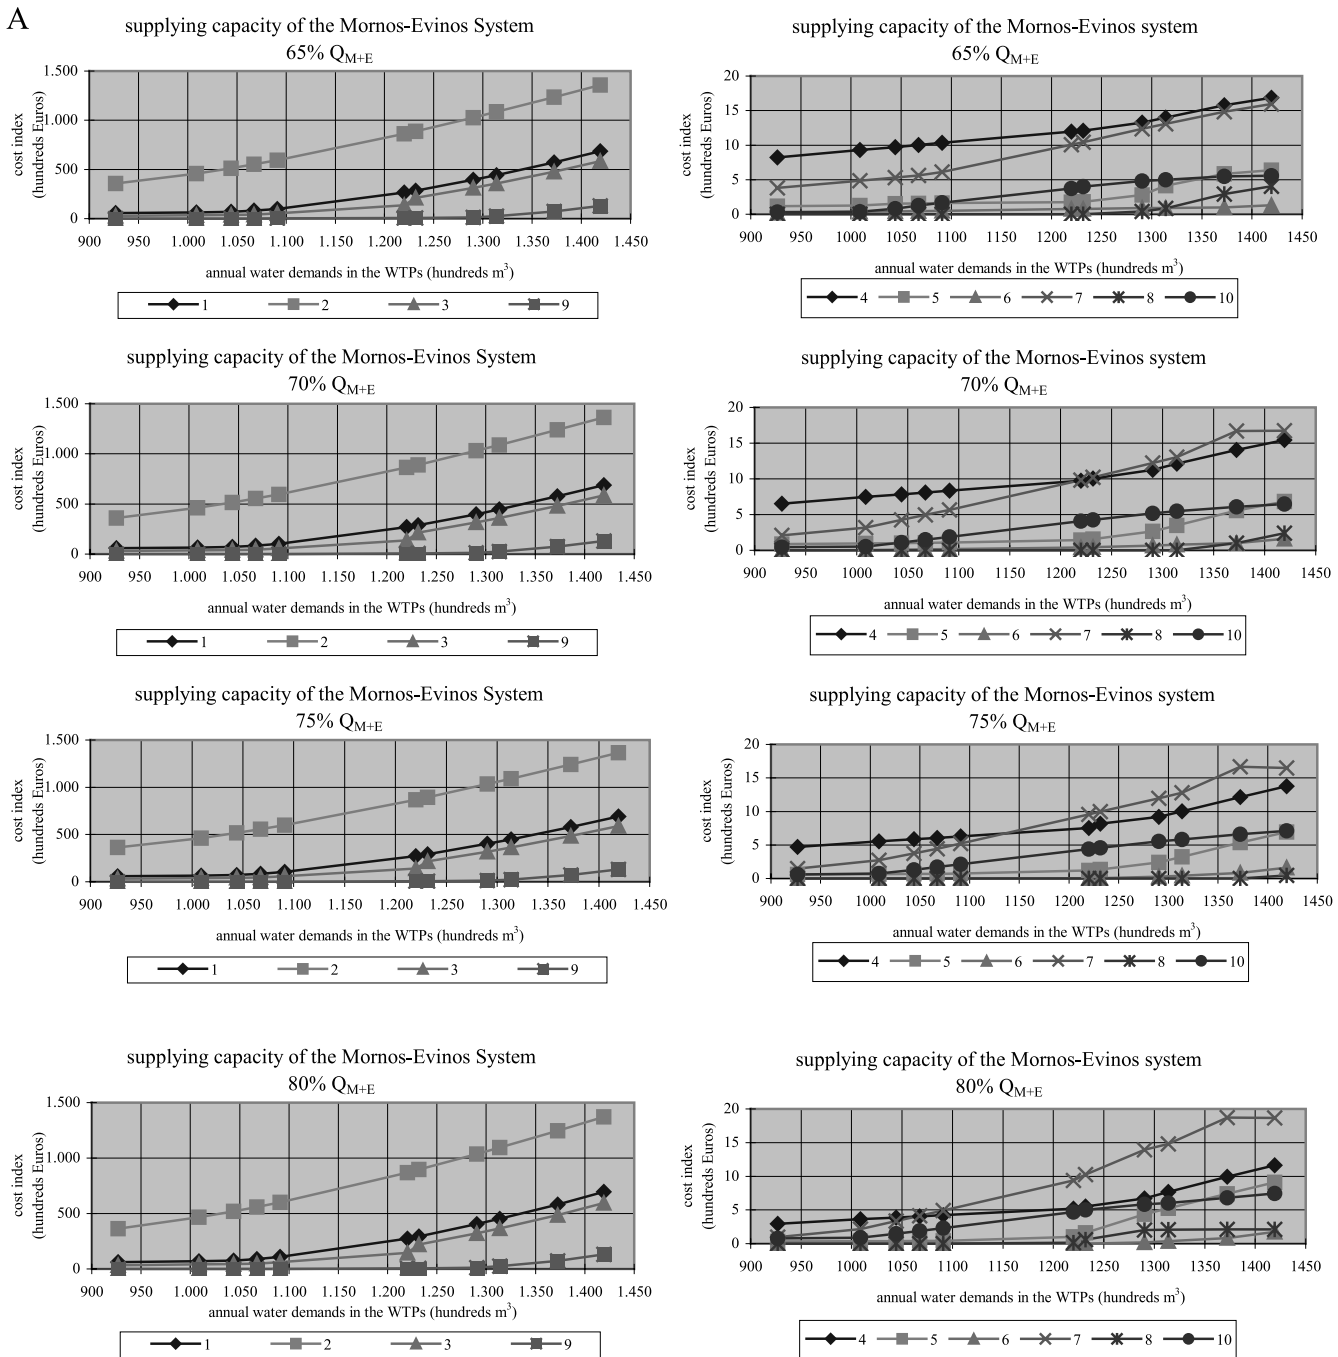 A
supplying capacity of the Mornos-Evinos System
65% Q_M+E
cost index
(hundreds Euros)
1.500
1.000
500
0
900 950 1.000 1.050 1.100 1.150 1.200 1.250 1.300 1.350 1.400 1.450
annual water demands in the WTPs (hundreds m³)
1 2 3 9
supplying capacity of the Mornos-Evinos system
65% Q_M+E
cost index
(hundreds Euros)
20
15
10
5
0
900 950 1000 1050 1100 1150 1200 1250 1300 1350 1400 1450
annual water demands in the WTPs (hundreds m³)
4 5 6 7 8 10
supplying capacity of the Mornos-Evinos System
70% Q_M+E
cost index
(hundreds Euros)
1.500
1.000
500
0
900 950 1.000 1.050 1.100 1.150 1.200 1.250 1.300 1.350 1.400 1.450
annual water demands in the WTPs (hundreds m³)
1 2 3 9
supplying capacity of the Mornos-Evinos system
70% Q_M+E
cost index
(hundreds Euros)
20
15
10
5
0
900 950 1000 1050 1100 1150 1200 1250 1300 1350 1400 1450
annual water demands in the WTPs (hundreds m³)
4 5 6 7 8 10
supplying capacity of the Mornos-Evinos System
75% Q_M+E
cost index
(hundreds Euros)
1.500
1.000
500
0
900 950 1.000 1.050 1.100 1.150 1.200 1.250 1.300 1.350 1.400 1.450
annual water demands in the WTPs (hundreds m³)
1 2 3 9
supplying capacity of the Mornos-Evinos system
75% Q_M+E
cost index
(hundreds Euros)
20
15
10
5
0
900 950 1000 1050 1100 1150 1200 1250 1300 1350 1400 1450
annual water demands in the WTPs (hundreds m³)
4 5 6 7 8 10
supplying capacity of the Mornos-Evinos System
80% Q_M+E
cost index
(hundreds Euros)
1.500
1.000
500
0
900 950 1.000 1.050 1.100 1.150 1.200 1.250 1.300 1.350 1.400 1.450
annual water demands in the WTPs (hundreds m³)
1 2 3 9
supplying capacity of the Mornos-Evinos system
80% Q_M+E
cost index
(hundreds Euros)
20
15
10
5
0
900 950 1000 1050 1100 1150 1200 1250 1300 1350 1400 1450
annual water demands in the WTPs (hundreds m³)
4 5 6 7 8 10